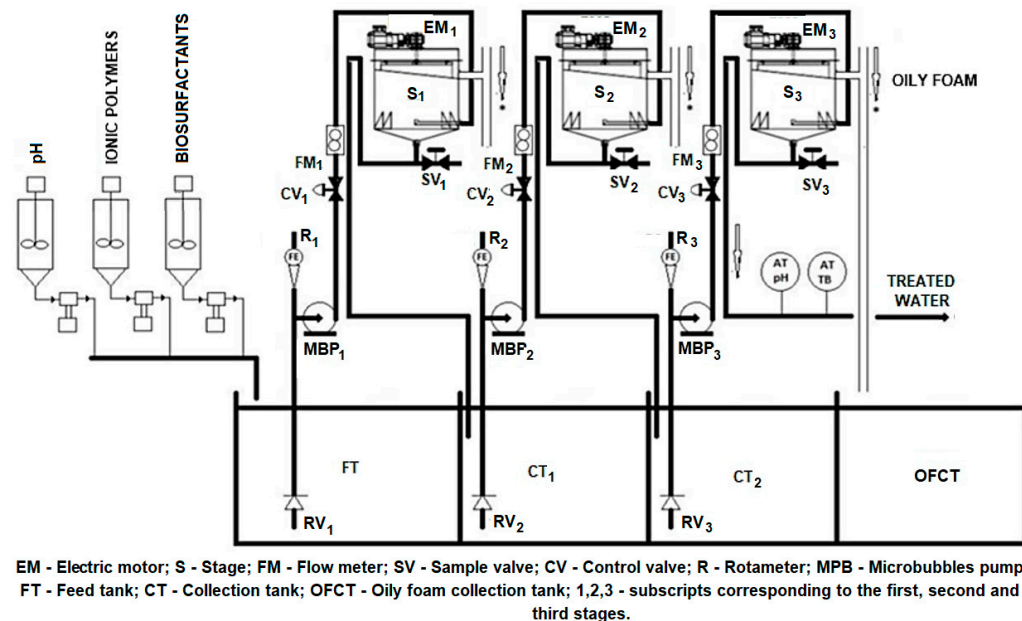 EM1
EM2
EM3
OILY FOAM
S1
S2
S3
pH
IONIC POLYMERS
BIOSURFACTANTS
FM1
FM2
FM3
SV1
SV2
SV3
CV1
CV2
CV3
R1
R2
R3
FE
FE
FE
AT
pH
AT
TB
TREATED
WATER
MBP1
MBP2
MBP3
FT
CT1
CT2
OFCT
RV1
RV2
RV3
EM - Electric motor; S - Stage; FM - Flow meter; SV - Sample valve; CV - Control valve; R - Rotameter; MPB - Microbubbles pump
FT - Feed tank; CT - Collection tank; OFCT - Oily foam collection tank; 1,2,3 - subscripts corresponding to the first, second and
third stages.